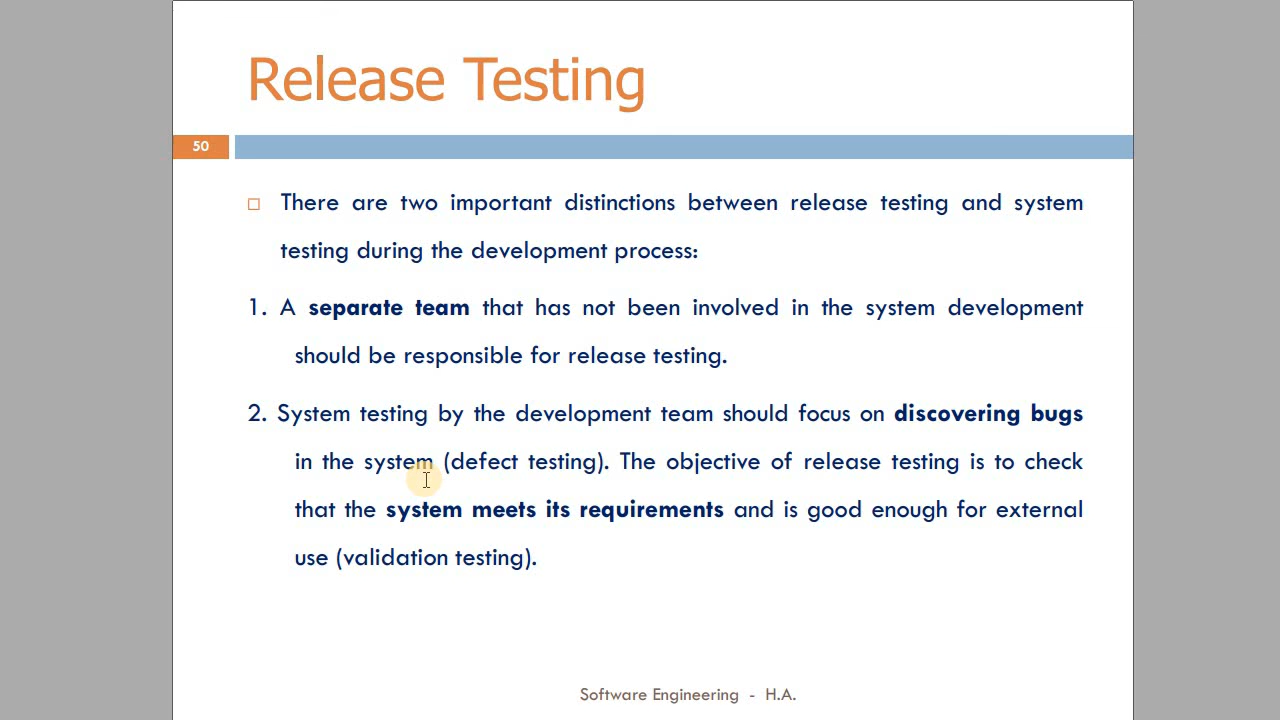 Release Testing
50
There are two important distinctions between release testing and system
testing during the development process:
1. A separate team that has not been involved in the system development
should be responsible for release testing.
2. System testing by the development team should focus on discovering bugs
in the system (defect testing). The objective of release testing is to check
that the system meets its requirements and is good enough for external
use (validation testing).
Software Engineering - H.A.